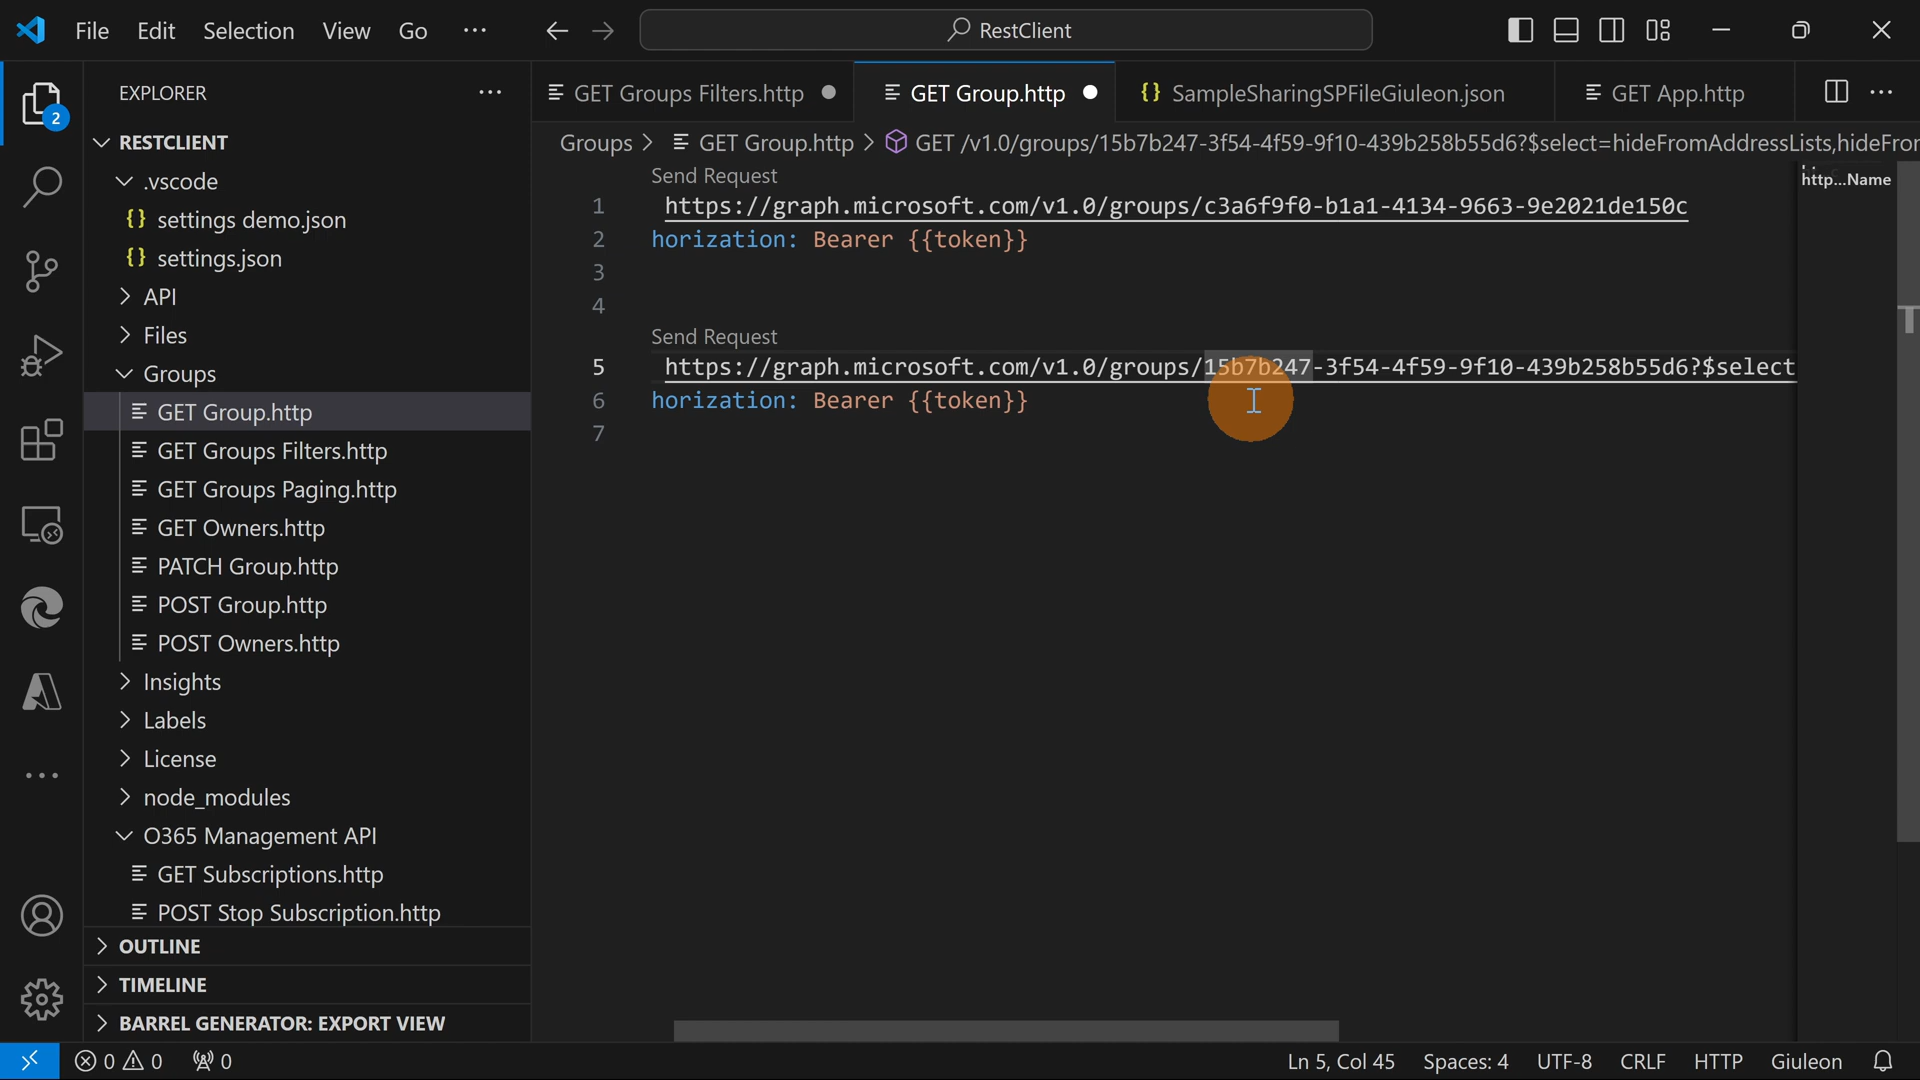 File Edit Selection View Go ··· RestClient
EXPLORER ···
2
RESTCLIENT
.vscode
{} settings demo.json
{} settings.json
API
Files
Groups
GET Group.http
GET Groups Filters.http
GET Groups Paging.http
GET Owners.http
PATCH Group.http
POST Group.http
POST Owners.http
Insights
Labels
License
node_modules
O365 Management API
GET Subscriptions.http
POST Stop Subscription.http
OUTLINE
TIMELINE
BARREL GENERATOR: EXPORT VIEW
GET Groups Filters.http GET Group.http {} SampleSharingSPFileGiuleon.json GET App.http
Groups > GET Group.http > GET /v1.0/groups/15b7b247-3f54-4f59-9f10-439b258b55d6?$select=hideFromAddressLists,hideFror
Send Request
1 https://graph.microsoft.com/v1.0/groups/c3a6f9f0-b1a1-4134-9663-9e2021de150c
2 horization: Bearer {{token}}
3
4
Send Request
5 https://graph.microsoft.com/v1.0/groups/15b7b247-3f54-4f59-9f10-439b258b55d6?$select
6 horization: Bearer {{token}}
7
http...Name
0 0 0 Ln 5, Col 45 Spaces: 4 UTF-8 CRLF HTTP Giuleon